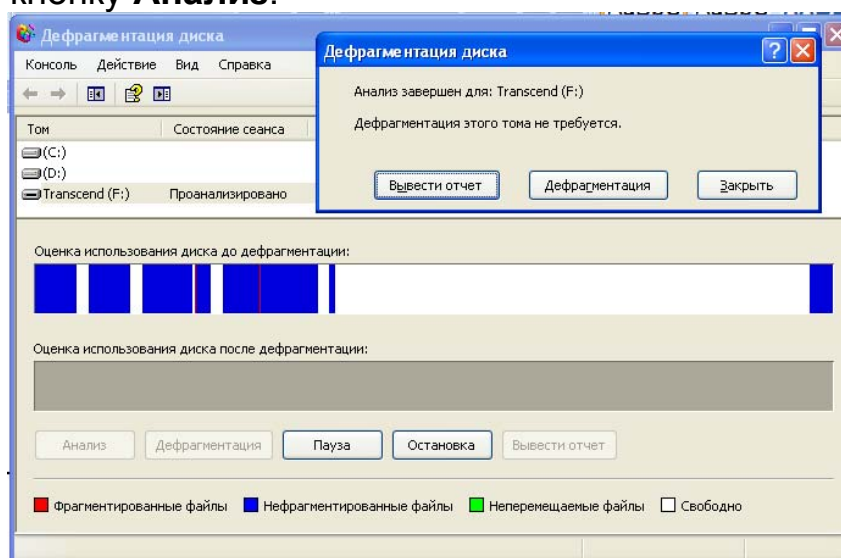 кнопку Анализ.
Дефрагментация диска
Консоль Действие Вид Справка
Дефрагментация диска
Анализ завершен для: Transcend (F:)
Дефрагментация этого тома не требуется.
Вывести отчет Дефрагментация Закрыть
Том Состояние сеанса
(C:)
(D:)
Transcend (F:) Проанализировано
Оценка использования диска до дефрагментации:
Оценка использования диска после дефрагментации:
Анализ Дефрагментация Пауза Остановка Вывести отчет
Фрагментированные файлы Нефрагментированные файлы Неперемещаемые файлы Свободно